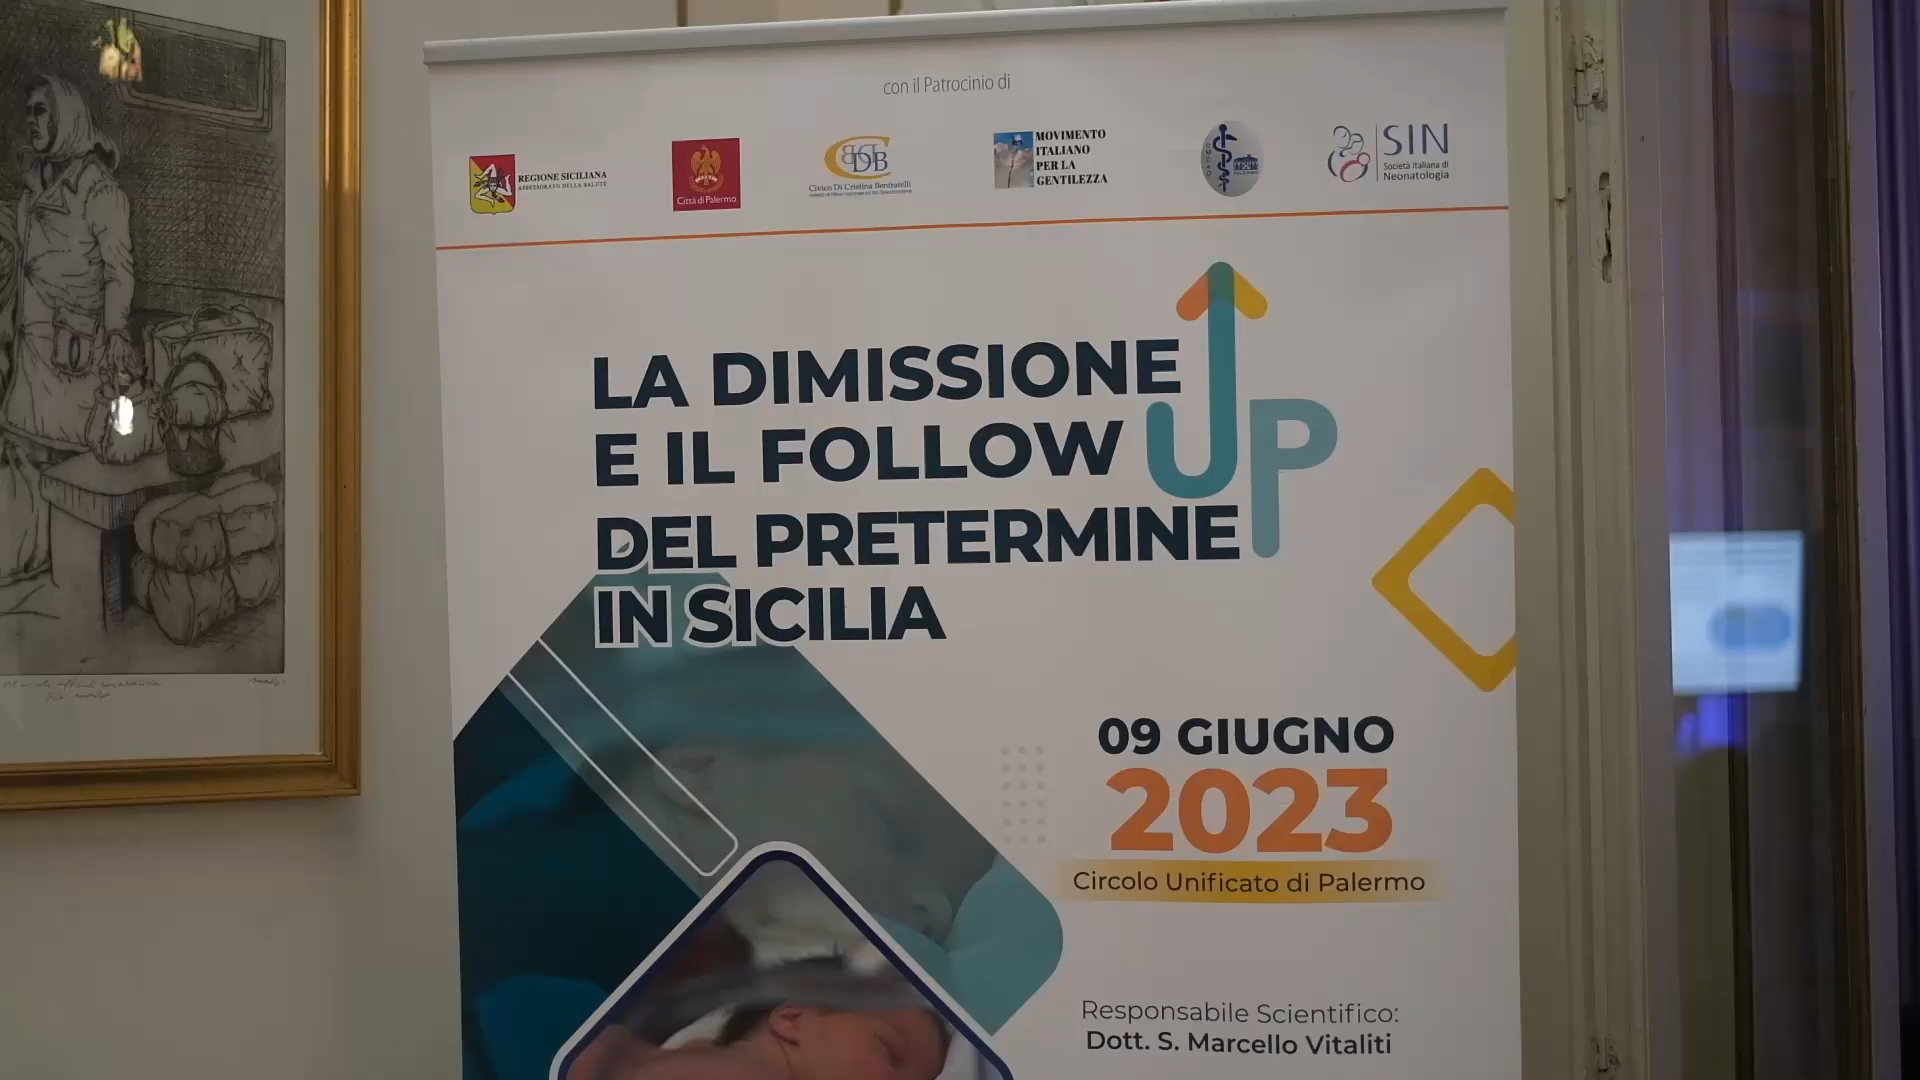 con il Patrocinio di
REGIONE SICILIANA
ASSESSORATO DELLA SALUTE
Città di Palermo
Civico Di Cristina Benfratelli
MOVIMENTO
ITALIANO
PER LA
GENTILEZZA
SIN
Società Italiana di
Neonatologia
LA DIMISSIONE
E IL FOLLOW UP
DEL PRETERMINE
IN SICILIA
09 GIUGNO
2023
Circolo Unificato di Palermo
Responsabile Scientifico:
Dott. S. Marcello Vitaliti